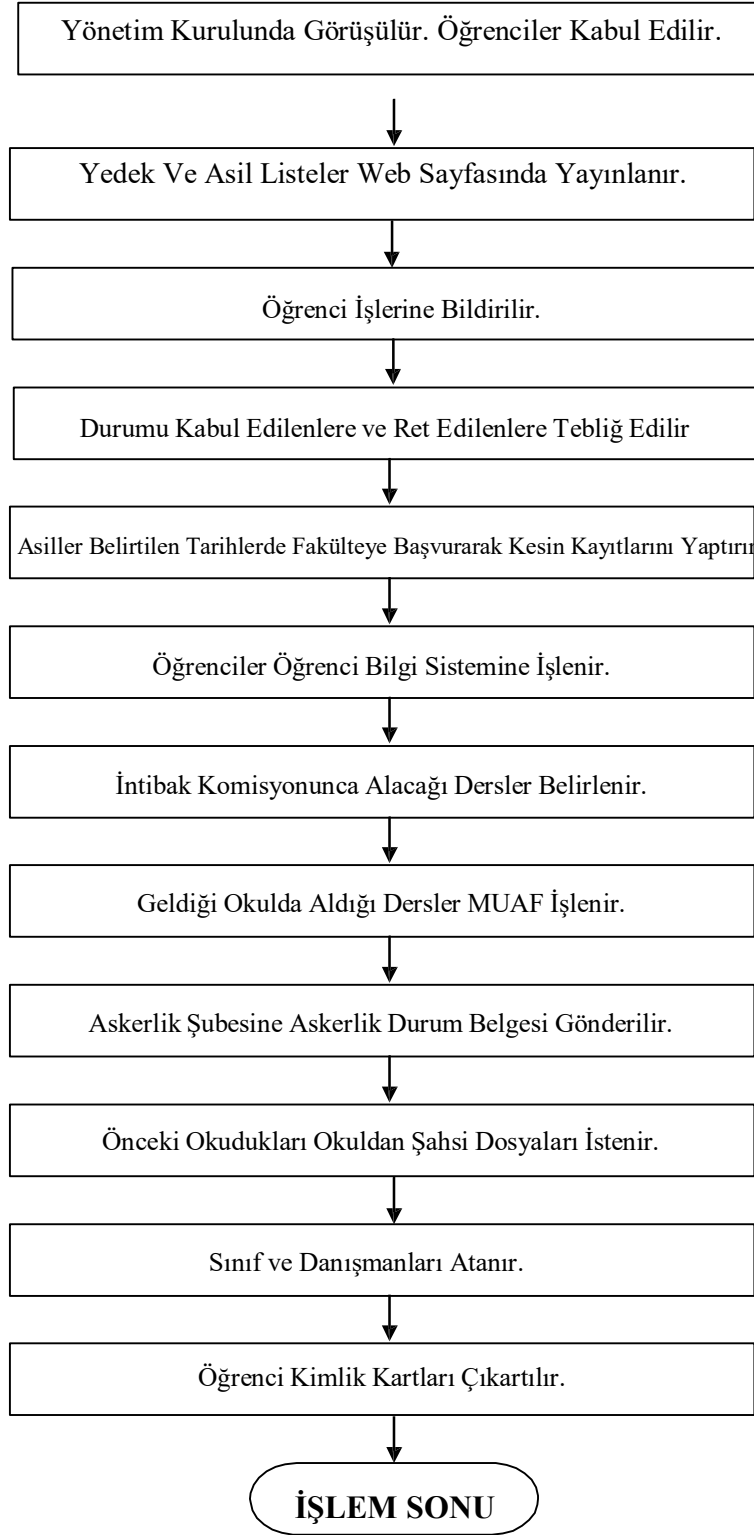 Yönetim Kurulunda Görüşülür. Öğrenciler Kabul Edilir.
Yedek Ve Asil Listeler Web Sayfasında Yayınlanır.
Öğrenci İşlerine Bildirilir.
Durumu Kabul Edilenlere ve Ret Edilenlere Tebliğ Edilir
Asiller Belirtilen Tarihlerde Fakülteye Başvurarak Kesin Kayıtlarını
Öğrenciler Öğrenci Bilgi Sistemine İşlenir.
İntibak Komisyonunca Alacağı Dersler Belirlenir.
Geldiği Okulda Aldığı Dersler MUAF İşlenir.
Askerlik Şubesine Askerlik Durum Belgesi Gönderilir.
Önceki Okudukları Okuldan Şahsi Dosyaları İstenir.
Sınıf ve Danışmanları Atanır.
Öğrenci Kimlik Kartları Çıkartılır.
İŞLEM SONU